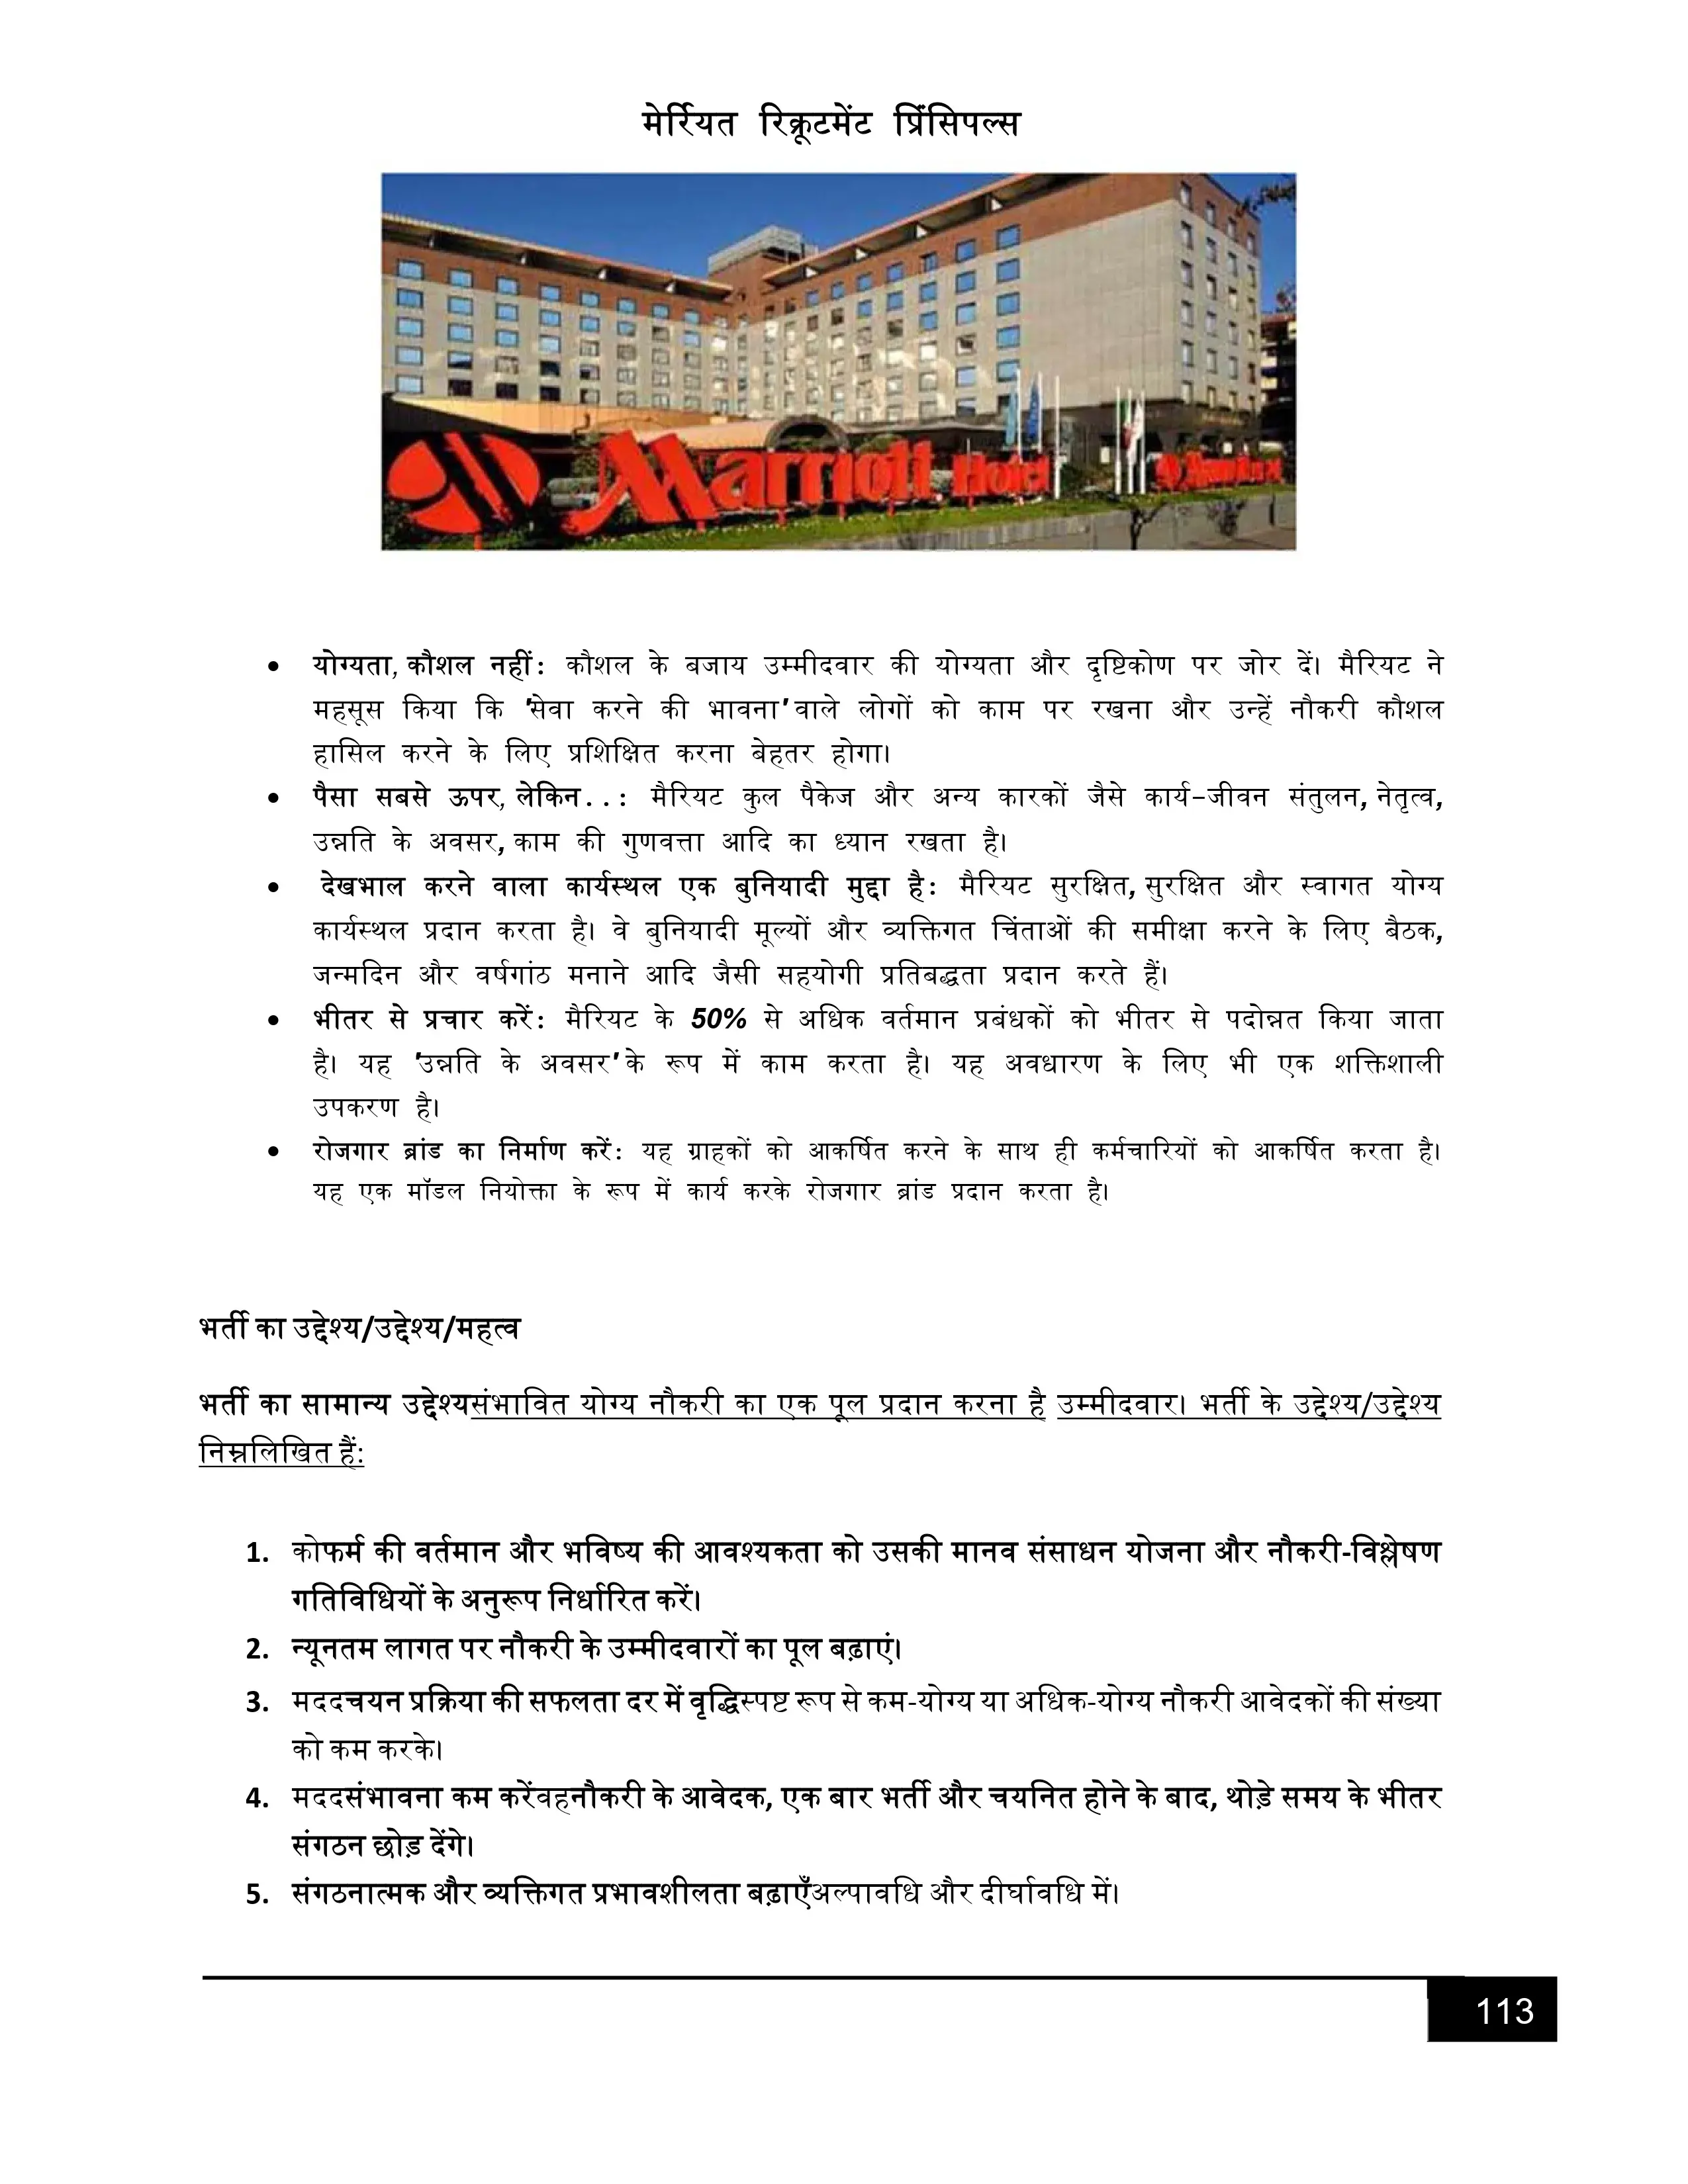 मेर्रियत रिक्रूटमेंट प्रिंसिपल्स
Marriott Hotel
• योग्यता, कौशल नहीं: कौशल के बजाय उम्मीदवार की योग्यता और दृष्टिकोण पर जोर दें। मैरियट ने
महसूस किया कि 'सेवा करने की भावना' वाले लोगों को काम पर रखना और उन्हें नौकरी कौशल
हासिल करने के लिए प्रशिक्षित करना बेहतर होगा।
• पैसा सबसे ऊपर, लेकिन..: मैरियट कुल पैकेज और अन्य कारकों जैसे कार्य-जीवन संतुलन, नेतृत्व,
उन्नति के अवसर, काम की गुणवत्ता आदि का ध्यान रखता है।
• देखभाल करने वाला कार्यस्थल एक बुनियादी मुद्दा है: मैरियट सुरक्षित, सुरक्षित और स्वागत योग्य
कार्यस्थल प्रदान करता है। वे बुनियादी मूल्यों और व्यक्तिगत चिंताओं की समीक्षा करने के लिए बैठक,
जन्मदिन और वर्षगांठ मनाने आदि जैसी सहयोगी प्रतिबद्धता प्रदान करते हैं।
• भीतर से प्रचार करें: मैरियट के 50% से अधिक वर्तमान प्रबंधकों को भीतर से पदोन्नत किया जाता
है। यह 'उन्नति के अवसर' के रूप में काम करता है। यह अवधारण के लिए भी एक शक्तिशाली
उपकरण है।
• रोजगार ब्रांड का निर्माण करें: यह ग्राहकों को आकर्षित करने के साथ ही कर्मचारियों को आकर्षित करता है।
यह एक मॉडल नियोक्ता के रूप में कार्य करके रोजगार ब्रांड प्रदान करता है।
भर्ती का उद्देश्य/उद्देश्य/महत्व
भर्ती का सामान्य उद्देश्यसंभावित योग्य नौकरी का एक पूल प्रदान करना है उम्मीदवार। भर्ती के उद्देश्य/उद्देश्य
निम्नलिखित हैं:
1. कोफर्म की वर्तमान और भविष्य की आवश्यकता को उसकी मानव संसाधन योजना और नौकरी-विश्लेषण
गतिविधियों के अनुरूप निर्धारित करें।
2. न्यूनतम लागत पर नौकरी के उम्मीदवारों का पूल बढ़ाएं।
3. मददचयन प्रक्रिया की सफलता दर में वृद्धिस्पष्ट रूप से कम-योग्य या अधिक-योग्य नौकरी आवेदकों की संख्या
को कम करके।
4. मददसंभावना कम करेंवहनौकरी के आवेदक, एक बार भर्ती और चयनित होने के बाद, थोड़े समय के भीतर
संगठन छोड़ देंगे।
5. संगठनात्मक और व्यक्तिगत प्रभावशीलता बढ़ाएँअल्पावधि और दीर्घावधि में।
113